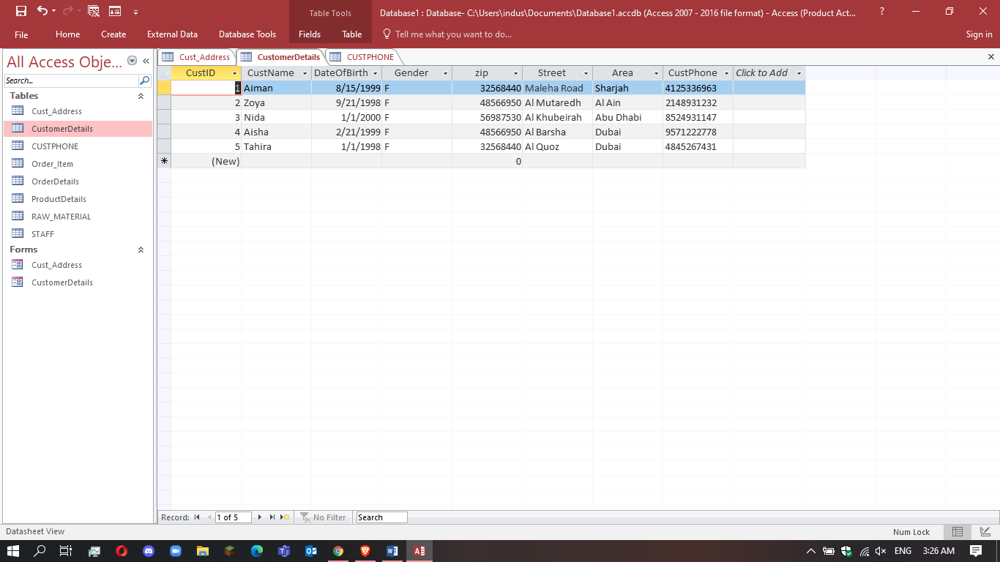 Table Tools
Database1 : Database- C:\Users\indus\Documents\Database1.accdb (Access 2007 - 2016 file format) - Access (Product Act...
?
File Home Create External Data Database Tools Fields Table Tell me what you want to do... Sign in
All Access Obje...
Search...
Tables
Cust_Address
CustomerDetails
CUSTPHONE
Order_Item
OrderDetails
ProductDetails
RAW_MATERIAL
STAFF
Forms
Cust_Address
CustomerDetails
Cust_Address CustomerDetails CUSTPHONE
CustID CustName DateOfBirth Gender zip Street Area CustPhone Click to Add
1 Aiman 8/15/1999 F 32568440 Maleha Road Sharjah 4125336963
2 Zoya 9/21/1998 F 48566950 Al Mutaredh Al Ain 2148931232
3 Nida 1/1/2000 F 56987530 Al Khubeirah Abu Dhabi 8524931147
4 Aisha 2/21/1999 F 48566950 Al Barsha Dubai 9571222778
5 Tahira 1/1/1998 F 32568440 Al Quoz Dubai 4845267431
(New) 0
Record: 1 of 5 No Filter Search
Datasheet View Num Lock
ENG 3:26 AM